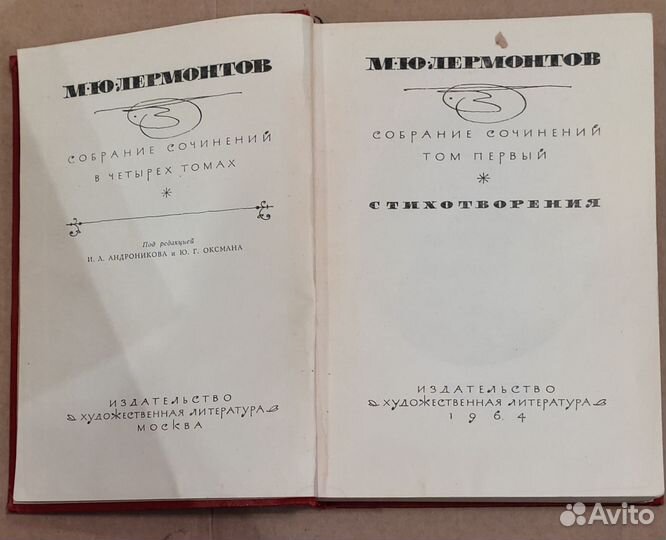 М·Ю·ЛЕРМОНТОВ
СОБРАНИЕ СОЧИНЕНИЙ
В ЧЕТЫРЕХ ТОМАХ
*
Под редакцией
И. Л. АНДРОНИКОВА и Ю. Г. ОКСМАНА
ИЗДАТЕЛЬСТВО
ХУДОЖЕСТВЕННАЯ ЛИТЕРАТУРА
МОСКВА
М·Ю·ЛЕРМОНТОВ
СОБРАНИЕ СОЧИНЕНИЙ
ТОМ ПЕРВЫЙ
*
СТИХОТВОРЕНИЯ
ИЗДАТЕЛЬСТВО
ХУДОЖЕСТВЕННАЯ ЛИТЕРАТУРА
1964
Avito